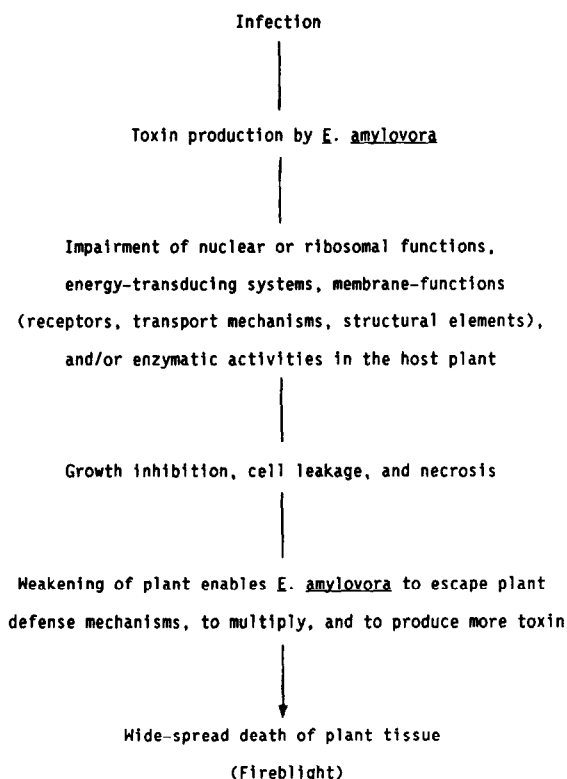 Infection
Toxin production by E. amylovora
Impairment of nuclear or ribosomal functions,
energy-transducing systems, membrane-functions
(receptors, transport mechanisms, structural elements),
and/or enzymatic activities in the host plant
Growth inhibition, cell leakage, and necrosis
Weakening of plant enables E. amylovora to escape plant
defense mechanisms, to multiply, and to produce more toxin
Wide-spread death of plant tissue
(Fireblight)